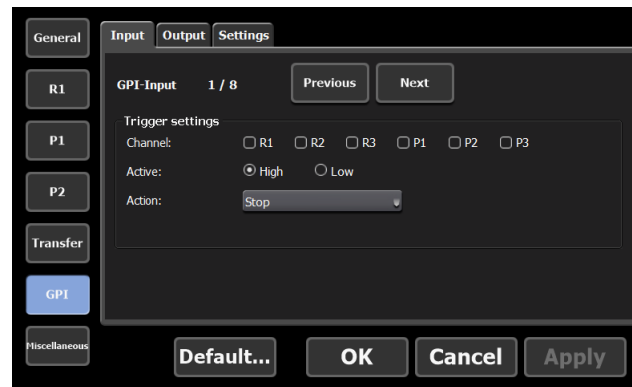 General
R1
P1
P2
Transfer
GPI
Miscellaneous
Input Output Settings
GPI-Input 1 / 8 Previous Next
Trigger settings
Channel: R1 R2 R3 P1 P2 P3
Active: High Low
Action: Stop
Default... OK Cancel Apply